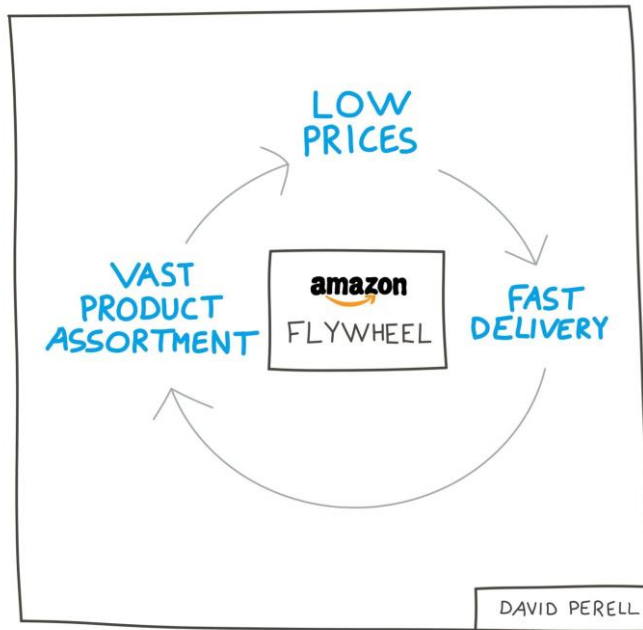 LOW
PRICES
VAST
PRODUCT
ASSORTMENT
amazon
FLYWHEEL
FAST
DELIVERY
DAVID PERELL